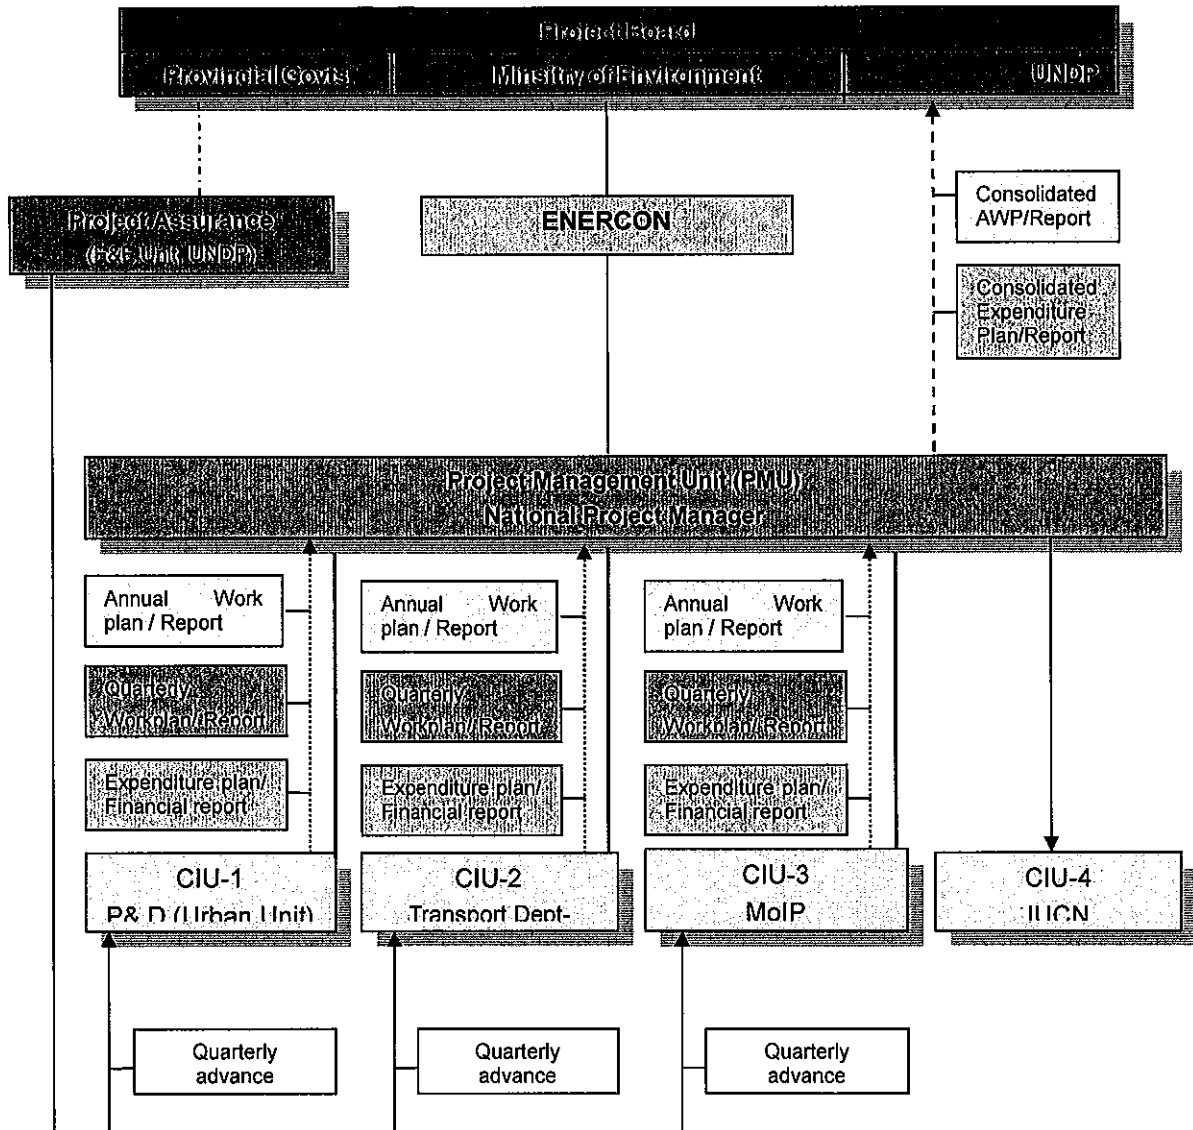 Project Board
Provincial Govts
Minsitry of Environment
UNDP
Project Assurance
(E&E Unit, UNDP)
ENERCON
Consolidated
AWP/Report
Consolidated
Expenditure
Plan/Report
Project Management Unit (PMU)
National Project Manager
Annual Work
plan / Report
Annual Work
plan / Report
Annual Work
plan / Report
Quarterly
Workplan/ Report
Quarterly
Workplan/ Report
Quarterly
Workplan/ Report
Expenditure plan/
Financial report
Expenditure plan/
Financial report
Expenditure plan/
Financial report
CIU-1
P& D (Urban Unit)
CIU-2
Transport Dept-
CIU-3
MoIP
CIU-4
IUCN
Quarterly
advance
Quarterly
advance
Quarterly
advance